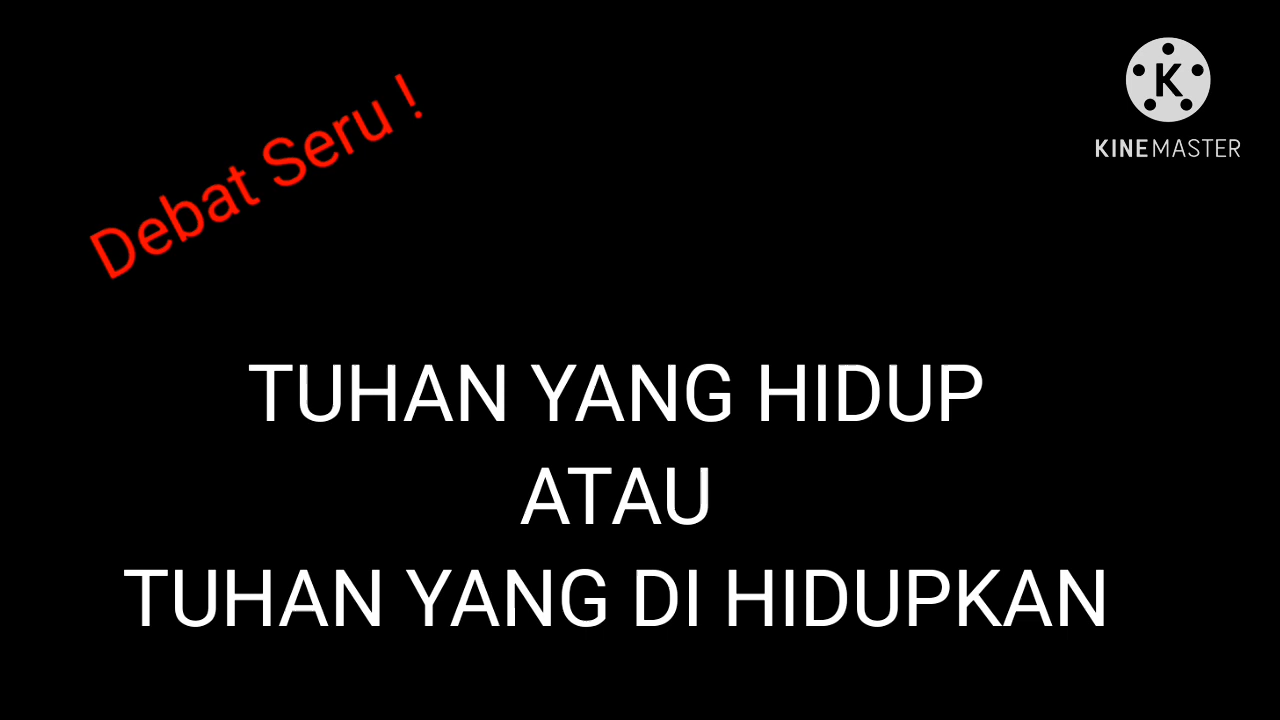 Debat Seru !
K
KINEMASTER
TUHAN YANG HIDUP
ATAU
TUHAN YANG DI HIDUPKAN